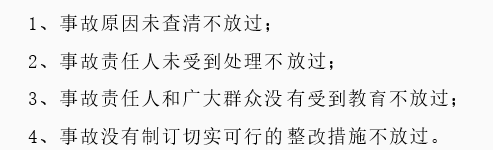 1、事故原因未查清不放过；
2、事故责任人未受到处理不放过；
3、事故责任人和广大群众没有受到教育不放过；
4、事故没有制订切实可行的整改措施不放过。